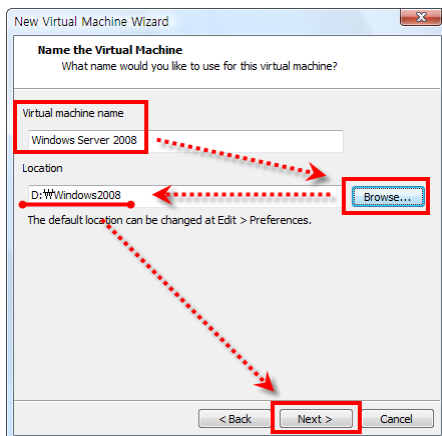 New Virtual Machine Wizard
Name the Virtual Machine
What name would you like to use for this virtual machine?
Virtual machine name
Windows Server 2008
Location
D:₩Windows2008
Browse...
The default location can be changed at Edit > Preferences.
< Back
Next >
Cancel